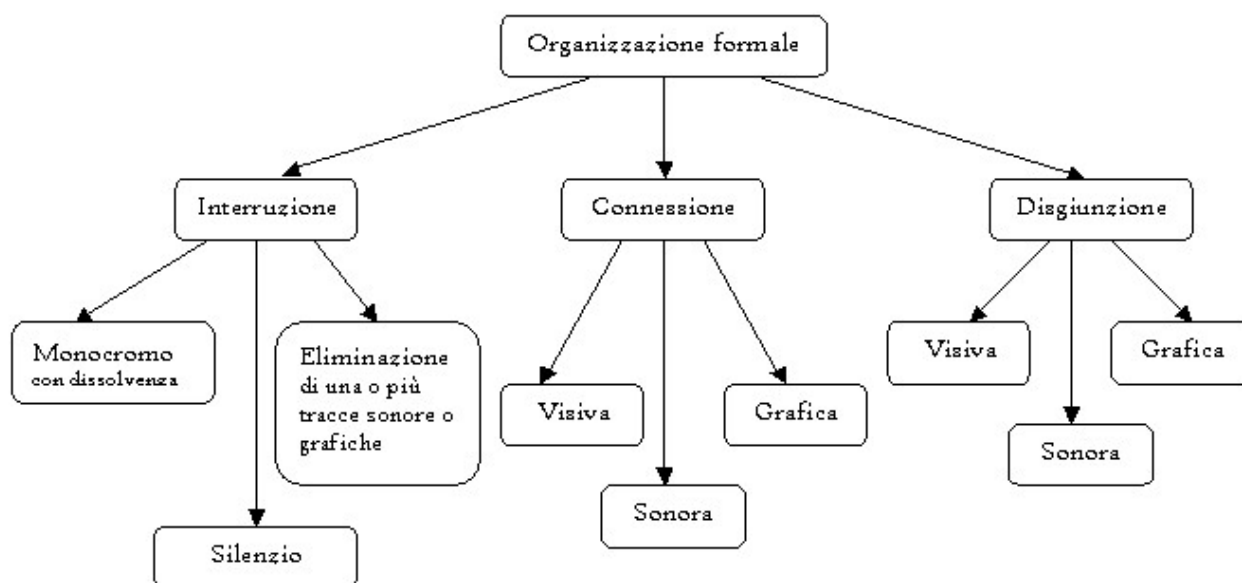 Organizzazione formale
Interruzione
Connessione
Disgiunzione
Monocromo
con dissolvenza
Eliminazione
di una o più
tracce sonore o
grafiche
Silenzio
Visiva
Sonora
Grafica
Visiva
Sonora
Grafica